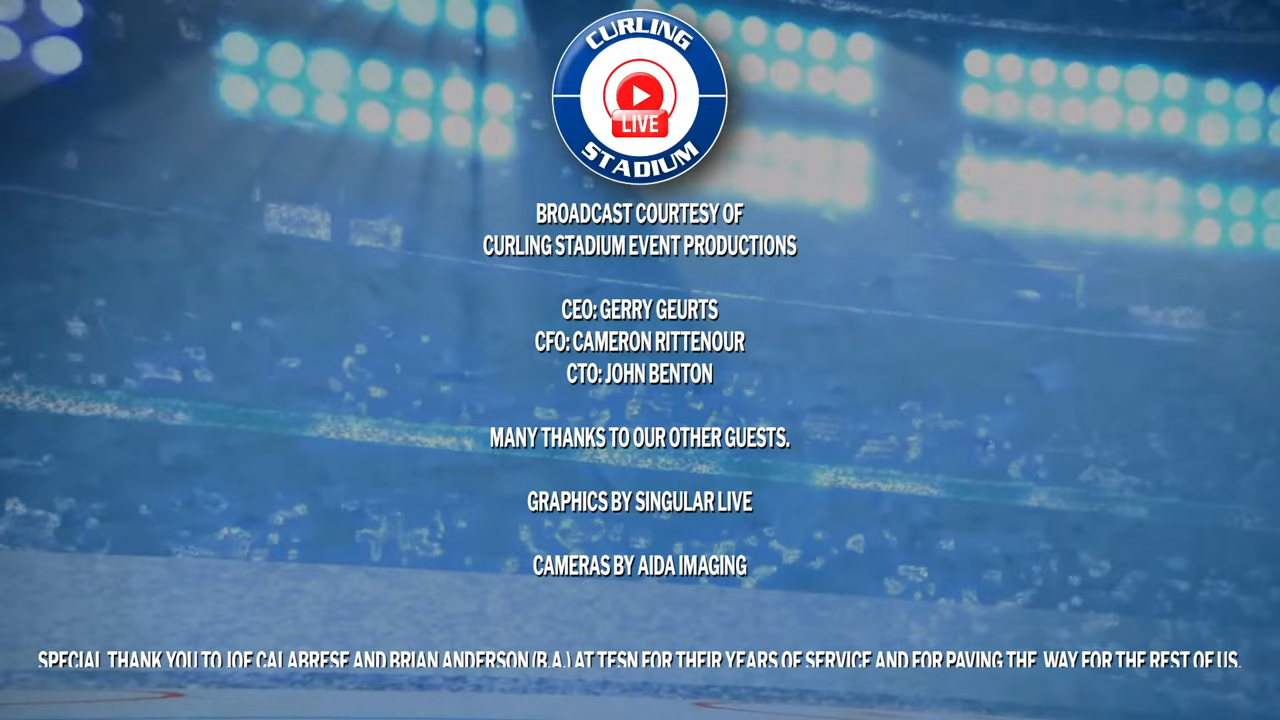 CURLING
LIVE
STADIUM
BROADCAST COURTESY OF
CURLING STADIUM EVENT PRODUCTIONS
CEO: GERRY GEURTS
CFO: CAMERON RITTENOUR
CTO: JOHN BENTON
MANY THANKS TO OUR OTHER GUESTS.
GRAPHICS BY SINGULAR LIVE
CAMERAS BY AIDA IMAGING
SPECIAL THANK YOU TO JOE CALABRESE AND BRIAN ANDERSON (B.A.) AT TESN FOR THEIR YEARS OF SERVICE AND FOR PAVING THE WAY FOR THE REST OF US.